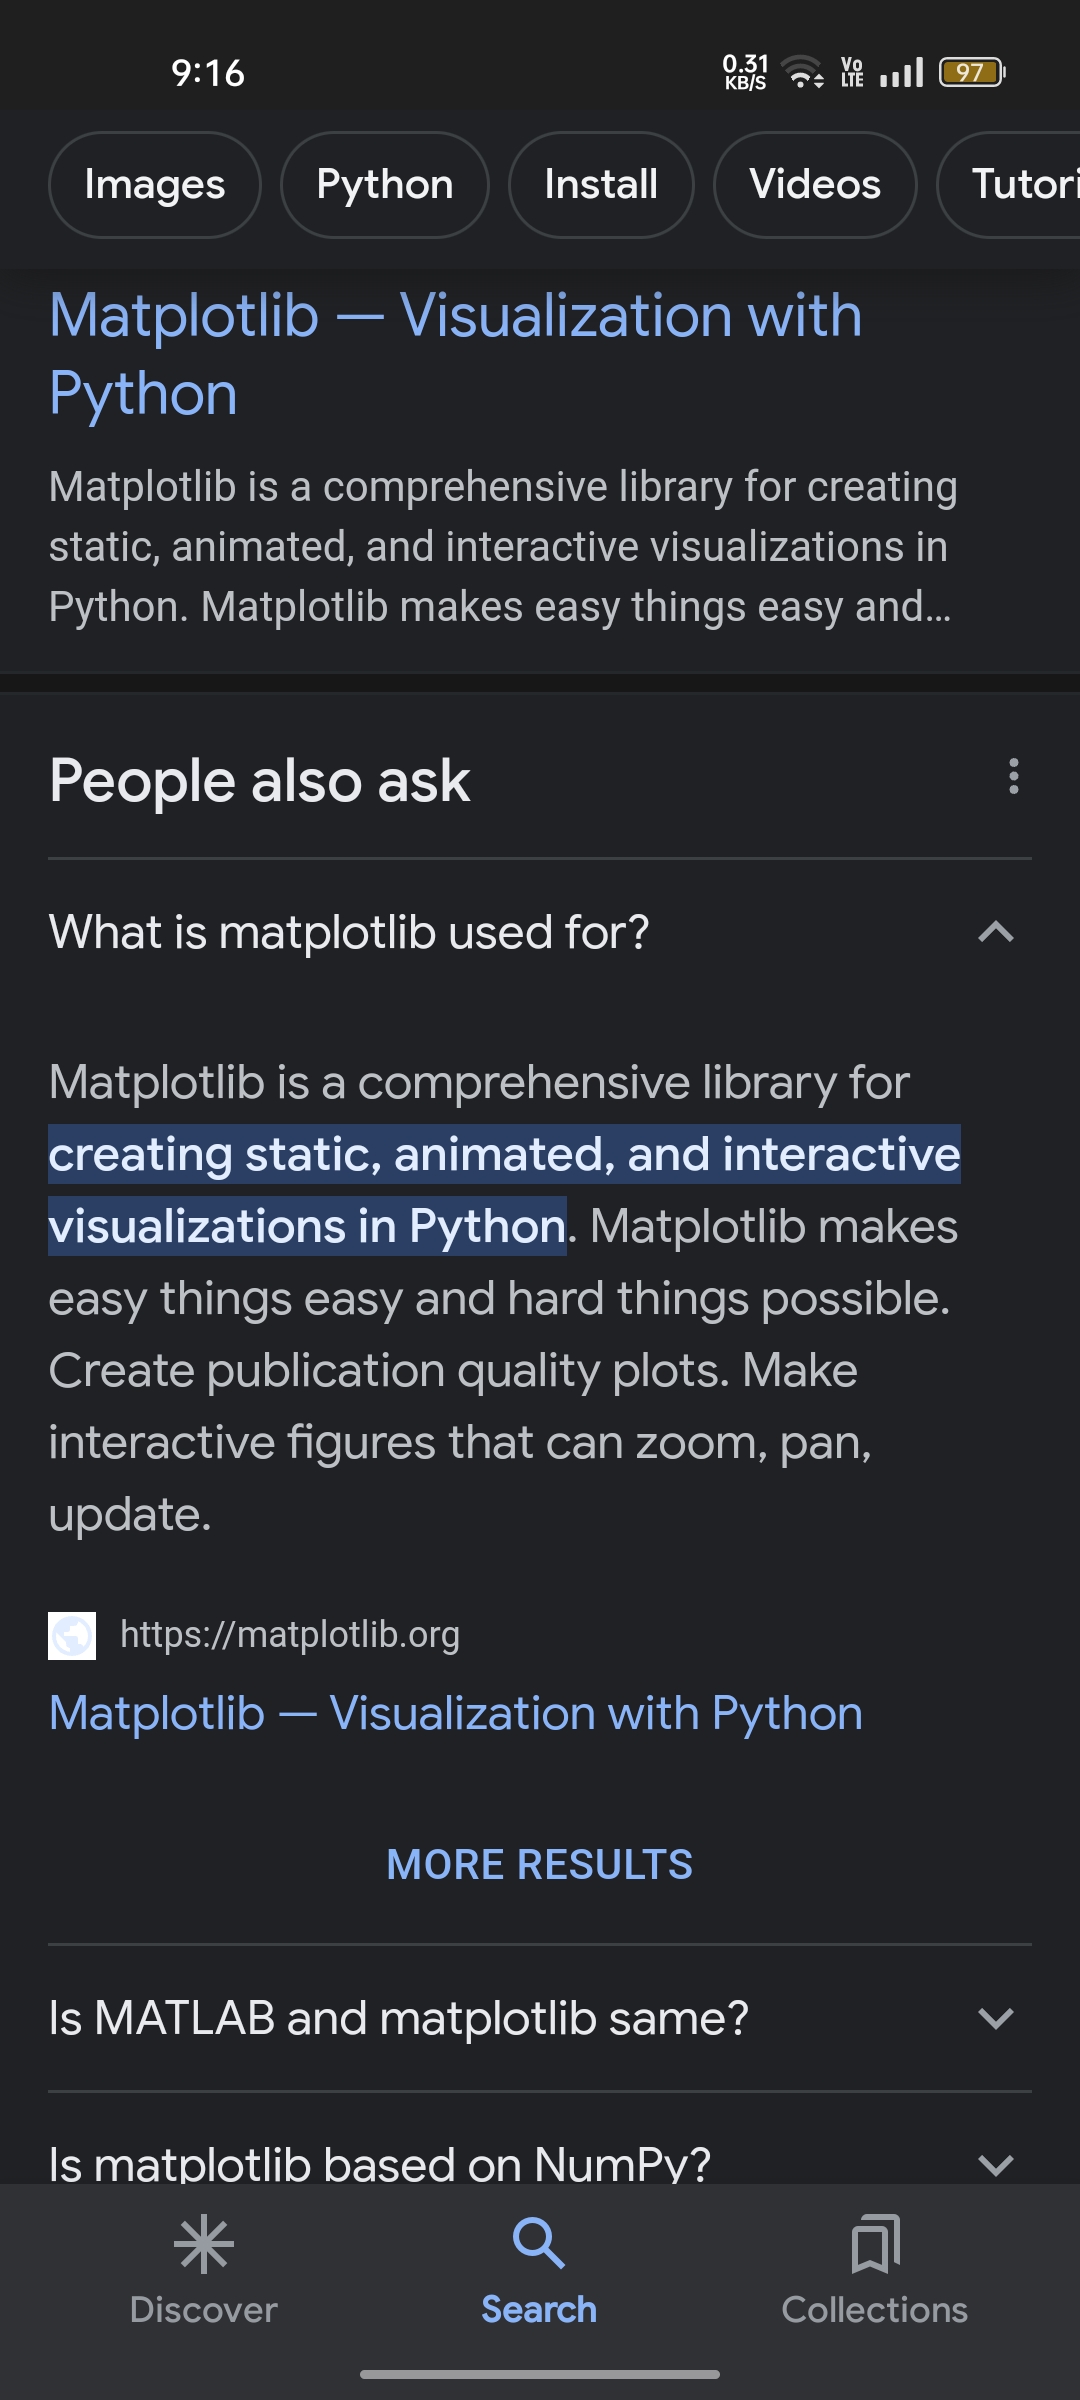 9:16
0.31
KB/S
Vo
LTE
97
Images
Python
Install
Videos
Tutori
Matplotlib — Visualization with
Python
Matplotlib is a comprehensive library for creating
static, animated, and interactive visualizations in
Python. Matplotlib makes easy things easy and...
People also ask
What is matplotlib used for?
Matplotlib is a comprehensive library for
creating static, animated, and interactive
visualizations in Python. Matplotlib makes
easy things easy and hard things possible.
Create publication quality plots. Make
interactive figures that can zoom, pan,
update.
https://matplotlib.org
Matplotlib — Visualization with Python
MORE RESULTS
Is MATLAB and matplotlib same?
Is matplotlib based on NumPy?
Discover
Search
Collections